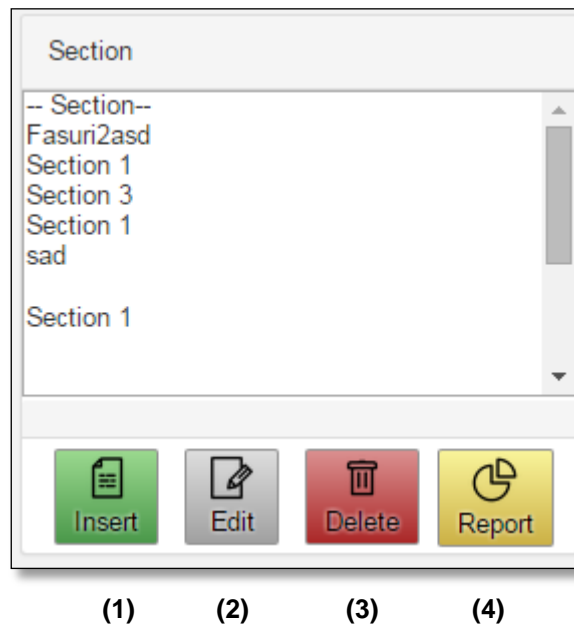 Section
-- Section--
Fasuri2asd
Section 1
Section 3
Section 1
sad
Section 1
Insert Edit Delete Report
(1) (2) (3) (4)